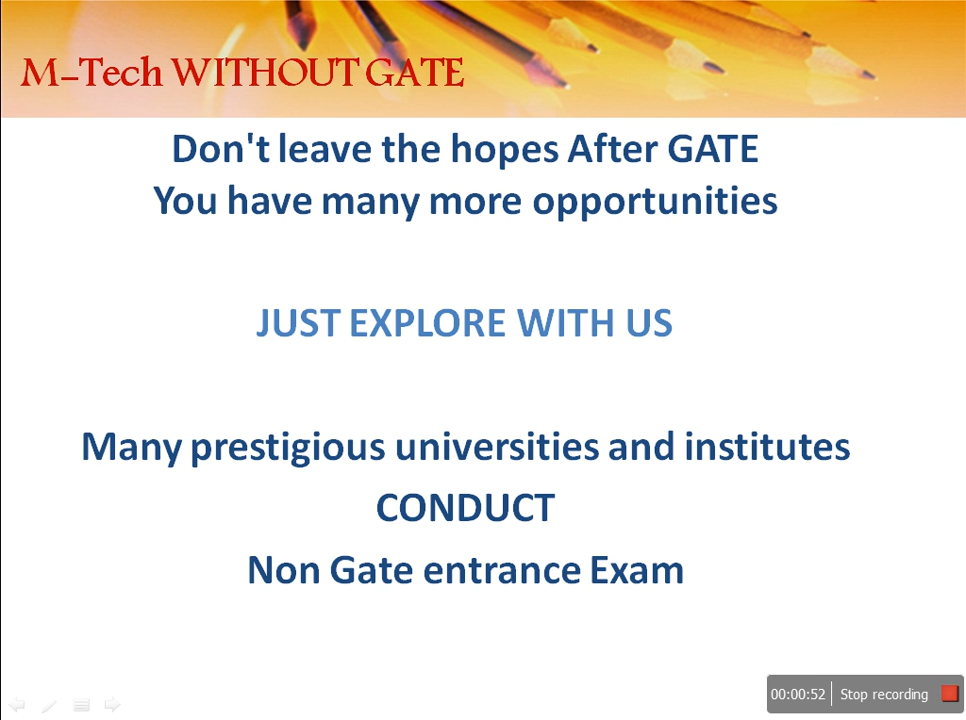 M-Tech WITHOUT GATE
Don't leave the hopes After GATE
You have many more opportunities
JUST EXPLORE WITH US
Many prestigious universities and institutes
CONDUCT
Non Gate entrance Exam
00:00:52 Stop recording